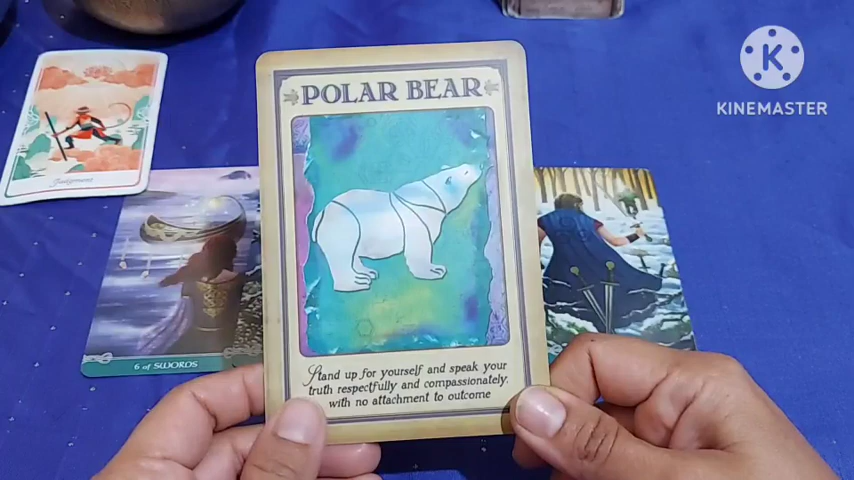 POLAR BEAR
K
KINEMASTER
Judgment
6 of SWORDS
Stand up for yourself and speak your
truth respectfully and compassionately,
with no attachment to outcome